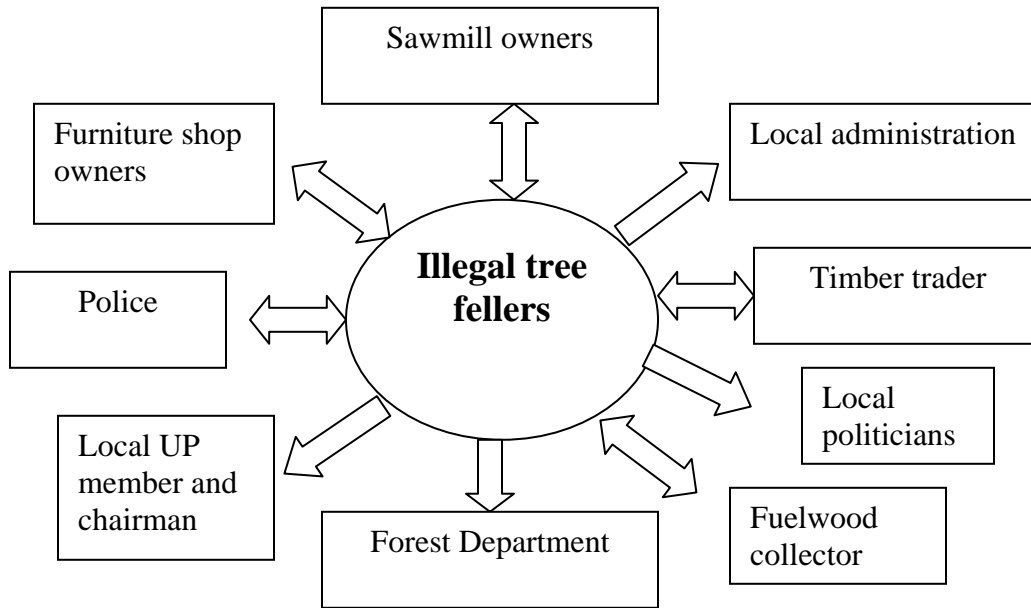 Sawmill owners
Furniture shop
owners
Local administration
Illegal tree
fellers
Police
Timber trader
Local UP
member and
chairman
Local
politicians
Forest Department
Fuelwood
collector